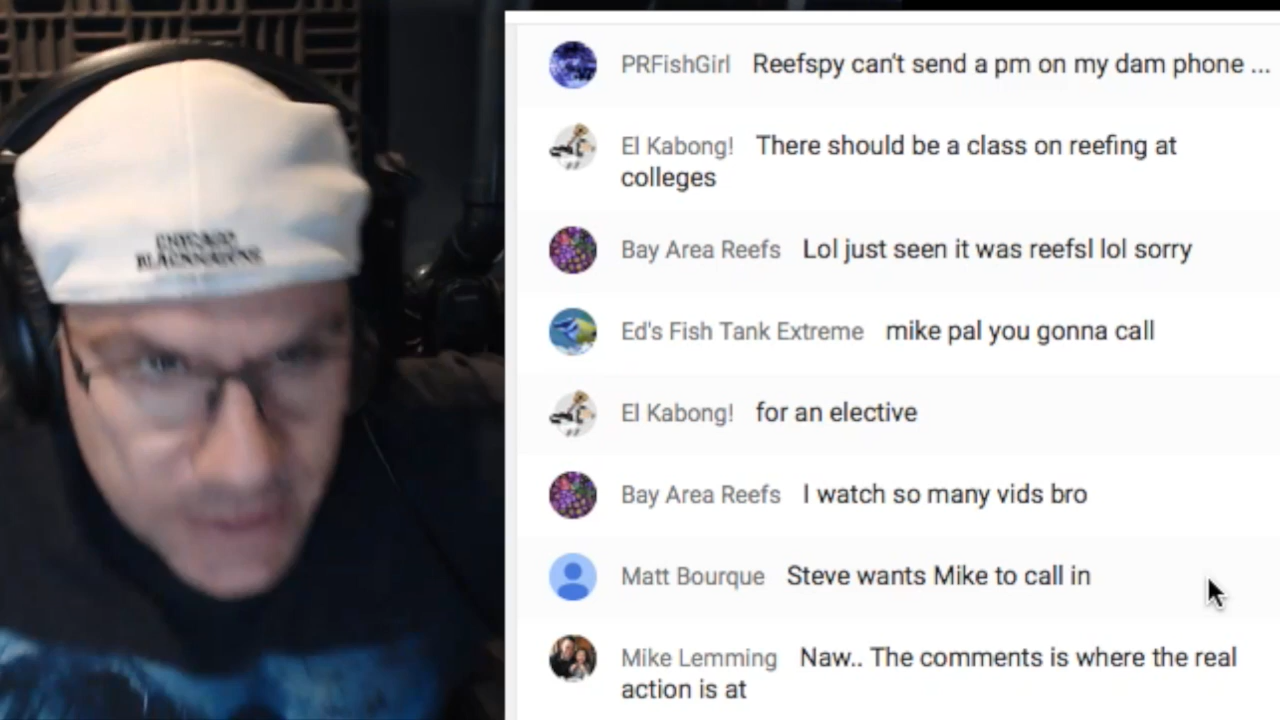 CHICAGO
BLACKHAWKS
PRFishGirl Reefspy can't send a pm on my dam phone ...
El Kabong! There should be a class on reefing at
colleges
Bay Area Reefs Lol just seen it was reefsl lol sorry
Ed's Fish Tank Extreme mike pal you gonna call
El Kabong! for an elective
Bay Area Reefs I watch so many vids bro
Matt Bourque Steve wants Mike to call in
Mike Lemming Naw.. The comments is where the real
action is at